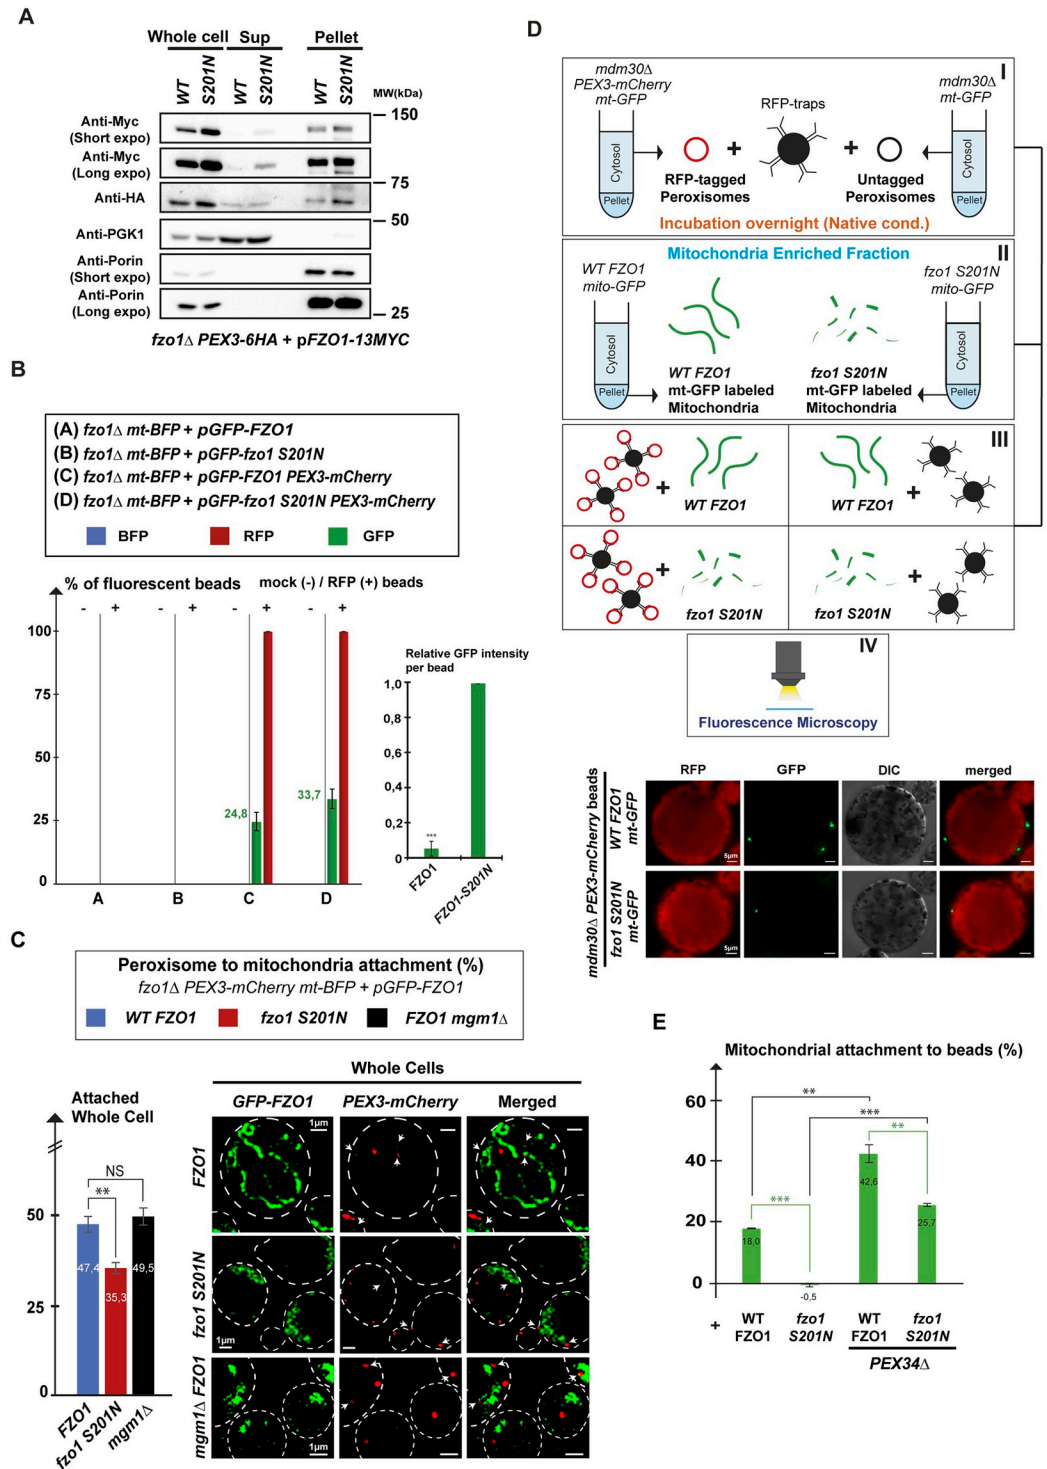 A
Whole cell Sup Pellet
WT S201N WT S201N WT S201N
MW(kDa)
Anti-Myc
(Short expo)
150
Anti-Myc
(Long expo)
75
Anti-HA
50
Anti-PGK1
Anti-Porin
(Short expo)
Anti-Porin
(Long expo)
25
fzo1Δ PEX3-6HA + pFZO1-13MYC
B
(A) fzo1Δ mt-BFP + pGFP-FZO1
(B) fzo1Δ mt-BFP + pGFP-fzo1 S201N
(C) fzo1Δ mt-BFP + pGFP-FZO1 PEX3-mCherry
(D) fzo1Δ mt-BFP + pGFP-fzo1 S201N PEX3-mCherry
BFP RFP GFP
% of fluorescent beads mock (-) / RFP (+) beads
- + - + - + - +
100
75
50
25
0
24,8
33,7
A B C D
Relative GFP intensity
per bead
1,0
0,8
0,6
0,4
0,2
0
***
FZO1
FZO1-S201N
C
Peroxisome to mitochondria attachment (%)
fzo1Δ PEX3-mCherry mt-BFP + pGFP-FZO1
WT FZO1 fzo1 S201N FZO1 mgm1Δ
Attached
Whole Cell
NS
**
50
25
0
47,4
35,3
49,5
FZO1
fzo1 S201N
mgm1Δ
Whole Cells
GFP-FZO1 PEX3-mCherry Merged
FZO1
1µm
fzo1 S201N
1µm
mgm1Δ FZO1
1µm
D
I
mdm30Δ
PEX3-mCherry
mt-GFP
RFP-traps
mdm30Δ
mt-GFP
Cytosol
Pellet
+
+
Cytosol
Pellet
RFP-tagged
Peroxisomes
Untagged
Peroxisomes
Incubation overnight (Native cond.)
II
Mitochondria Enriched Fraction
WT FZO1
mito-GFP
fzo1 S201N
mito-GFP
Cytosol
Pellet
Cytosol
Pellet
WT FZO1
mt-GFP labeled
Mitochondria
fzo1 S201N
mt-GFP labeled
Mitochondria
III
+
WT FZO1
WT FZO1
+
+
fzo1 S201N
fzo1 S201N
+
IV
Fluorescence Microscopy
RFP GFP DIC merged
mdm30Δ PEX3-mCherry beads
WT FZO1
mt-GFP
5µm
fzo1 S201N
mt-GFP
5µm
E
Mitochondrial attachment to beads (%)
60
40
20
0
**
***
**
***
18,0
-0,5
42,6
25,7
+
WT
FZO1
fzo1
S201N
WT
FZO1
fzo1
S201N
PEX34Δ